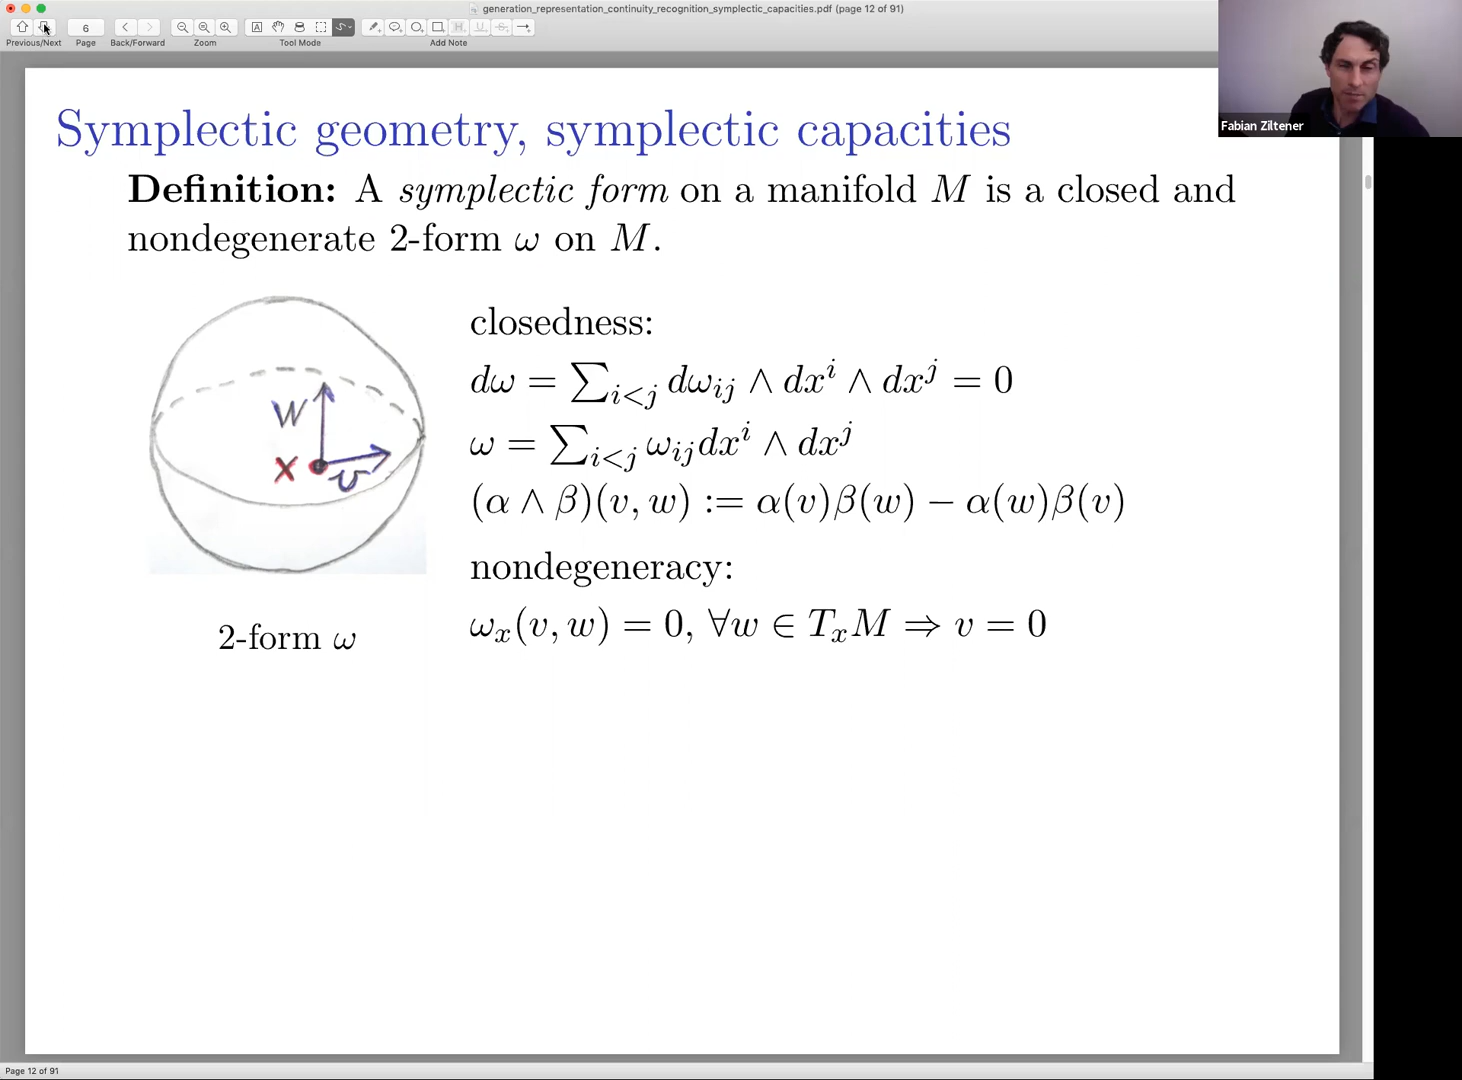 generation_representation_continuity_recognition_symplectic_capacities.pdf (page 12 of 91)
6
Previous/Next Page Back/Forward Zoom Tool Mode Add Note
Fabian Ziltener
Symplectic geometry, symplectic capacities
Definition: A symplectic form on a manifold M is a closed and
nondegenerate 2-form ω on M.
closedness:
dω = ∑_{i<j} dω_{ij} ∧ dx^i ∧ dx^j = 0
ω = ∑_{i<j} ω_{ij} dx^i ∧ dx^j
(α ∧ β)(v, w) := α(v)β(w) − α(w)β(v)
nondegeneracy:
ω_x(v, w) = 0, ∀w ∈ T_xM ⇒ v = 0
W
X
v
2-form ω
Page 12 of 91